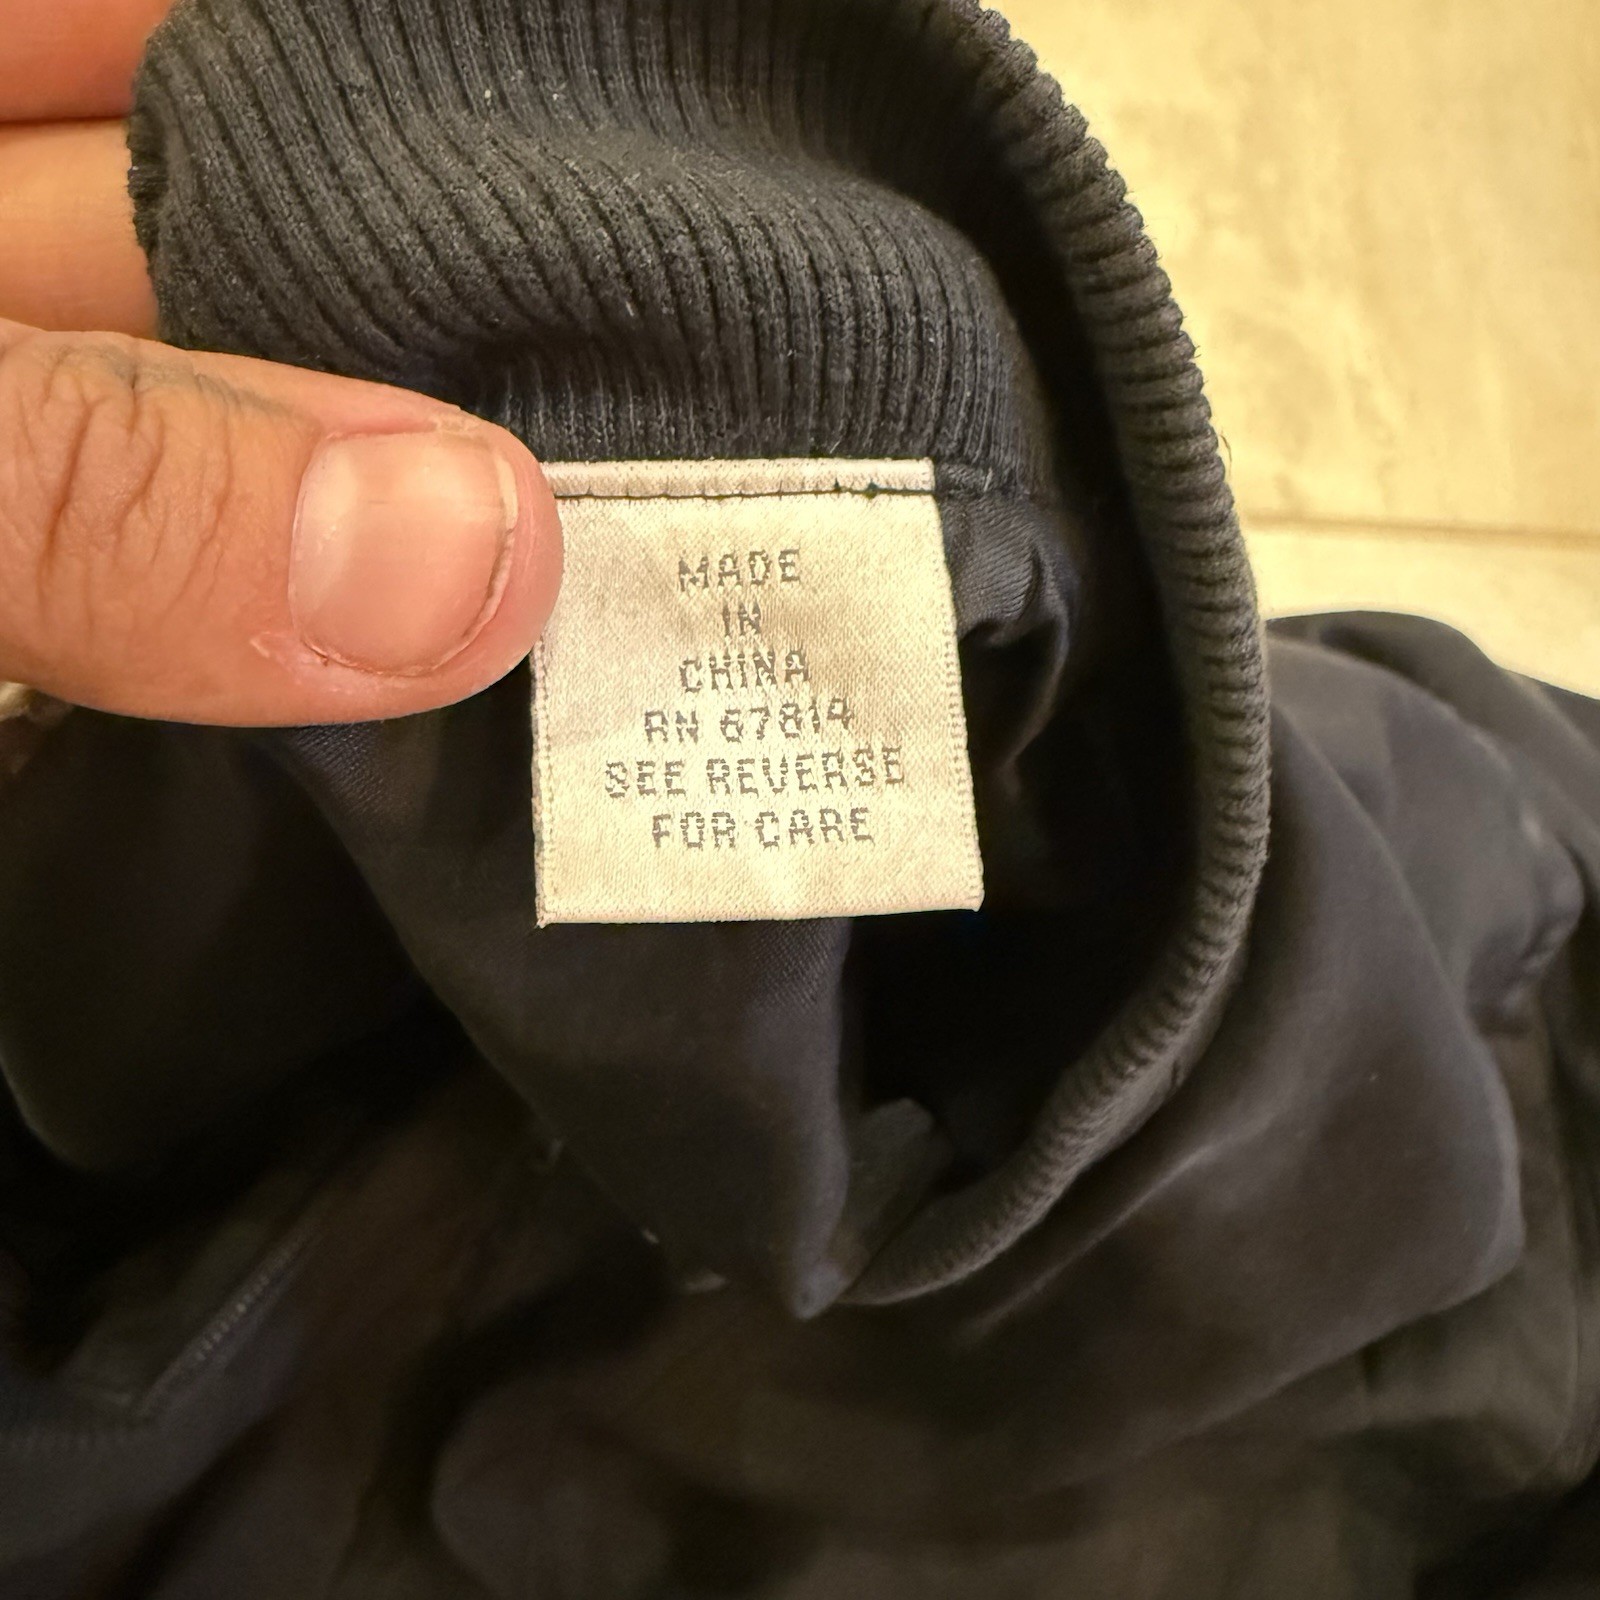 MADE
IN
CHINA
RN 67814
SEE REVERSE
FOR CARE